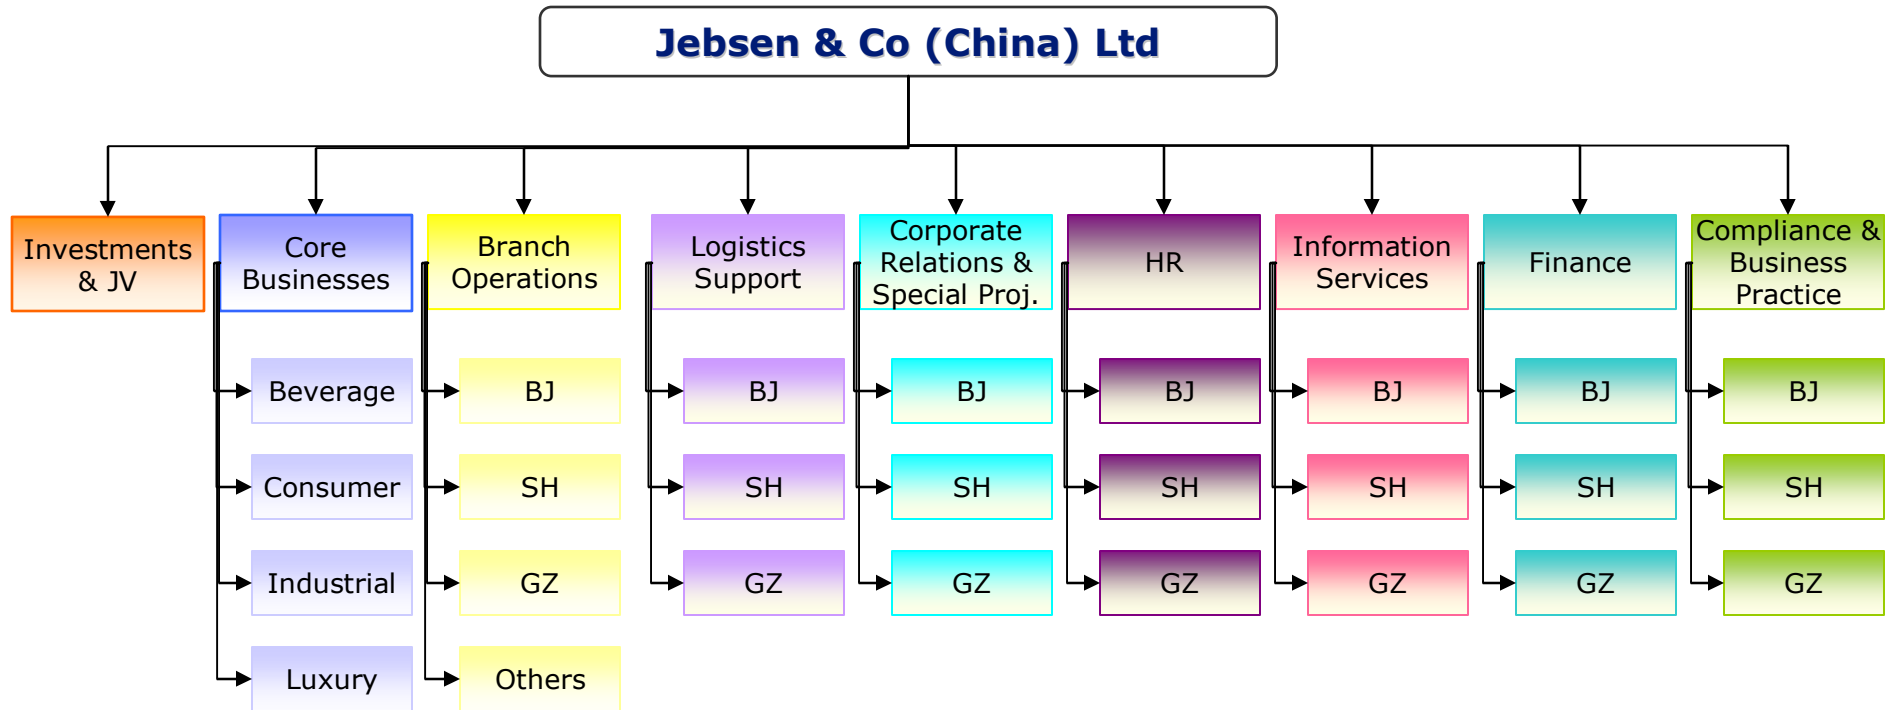 Jebsen & Co (China) Ltd
Investments
& JV
Core
Businesses
Branch
Operations
Logistics
Support
Corporate
Relations &
Special Proj.
HR
Information
Services
Finance
Compliance &
Business
Practice
Beverage
BJ
BJ
BJ
BJ
BJ
BJ
BJ
Consumer
SH
SH
SH
SH
SH
SH
SH
Industrial
GZ
GZ
GZ
GZ
GZ
GZ
GZ
Luxury
Others